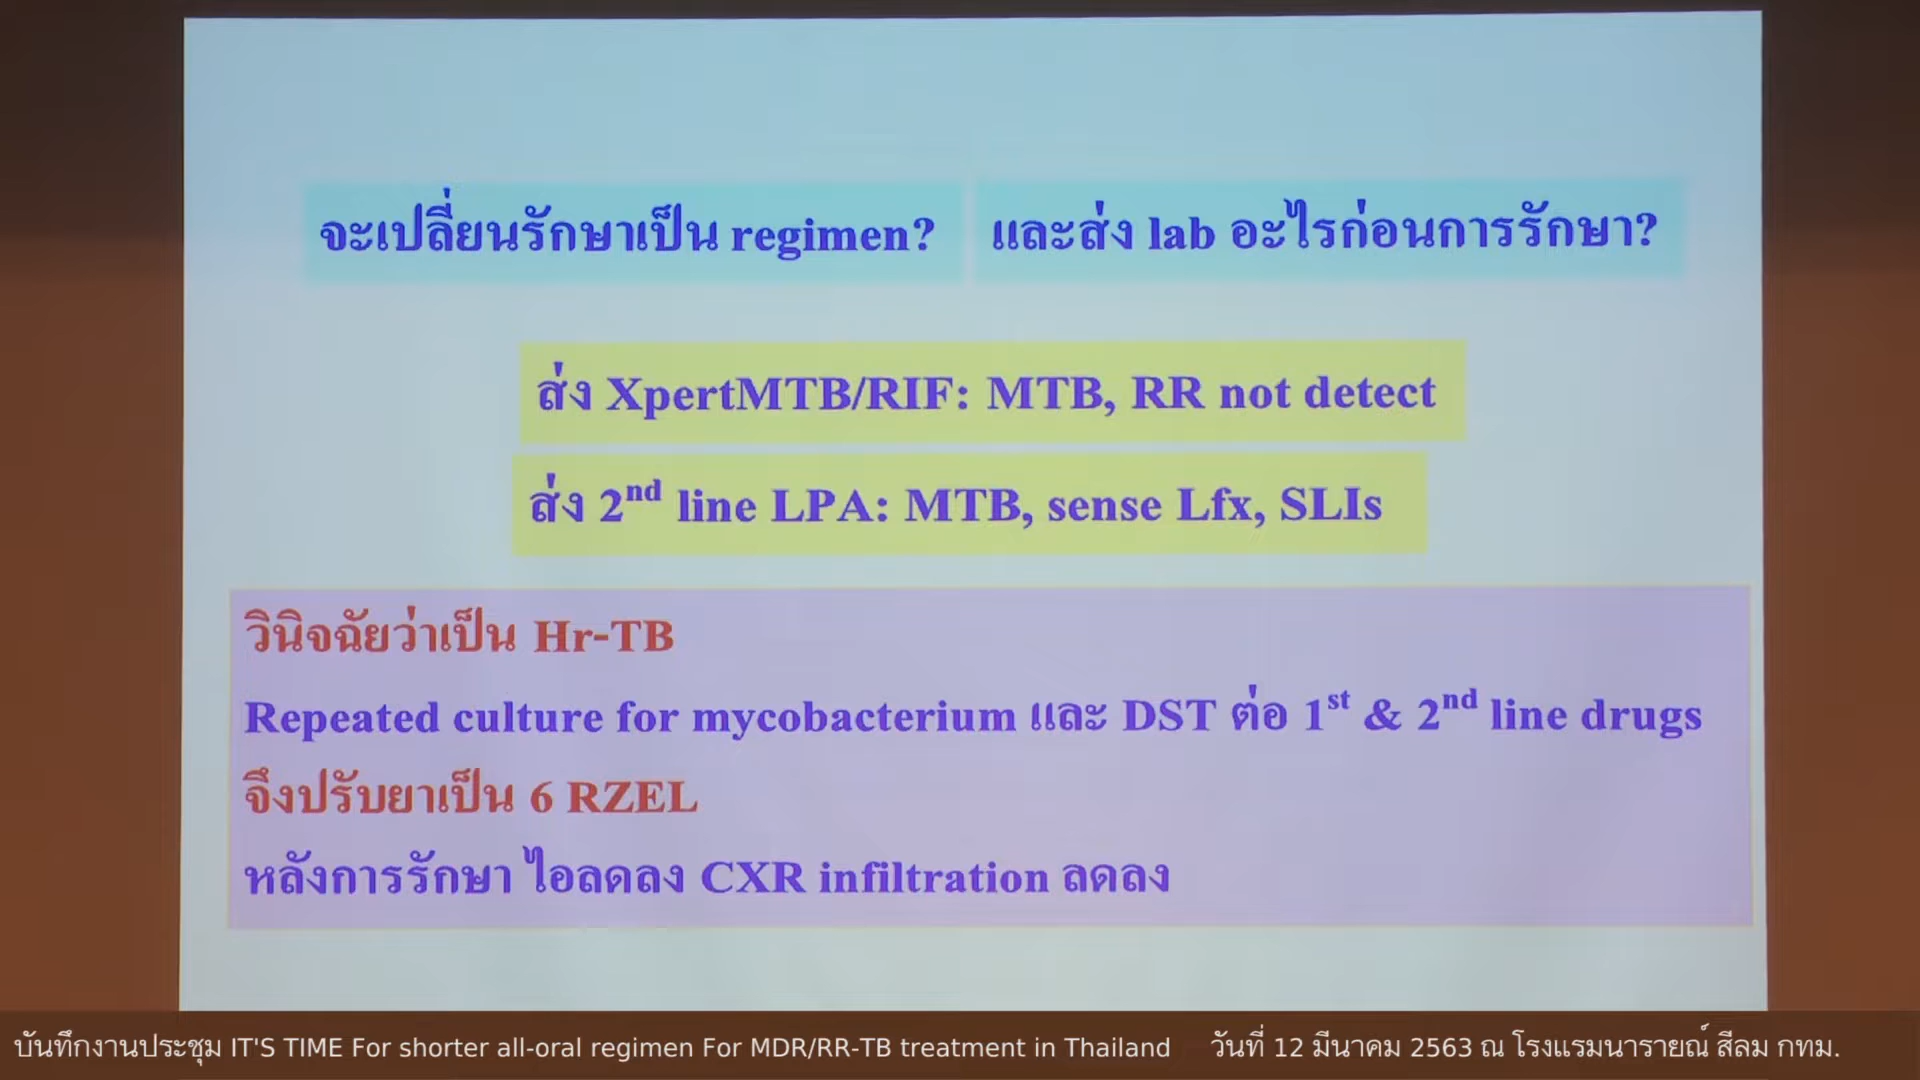 จะเปลี่ยนรักษาเป็น regimen? และส่ง lab อะไรก่อนการรักษา?
ส่ง XpertMTB/RIF: MTB, RR not detect
ส่ง 2nd line LPA: MTB, sense Lfx, SLIs
วินิจฉัยว่าเป็น Hr-TB
Repeated culture for mycobacterium และ DST ต่อ 1st & 2nd line drugs
จึงปรับยาเป็น 6 RZEL
หลังการรักษา ไอลดลง CXR infiltration ลดลง
บันทึกงานประชุม IT'S TIME For shorter all-oral regimen For MDR/RR-TB treatment in Thailand วันที่ 12 มีนาคม 2563 ณ โรงแรมนารายณ์ สีลม กทม.